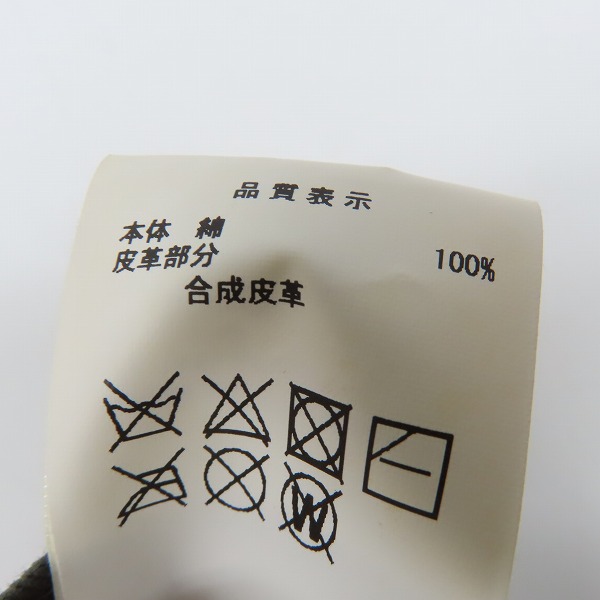 品質表示
本体 綿 100%
皮革部分
合成皮革
W